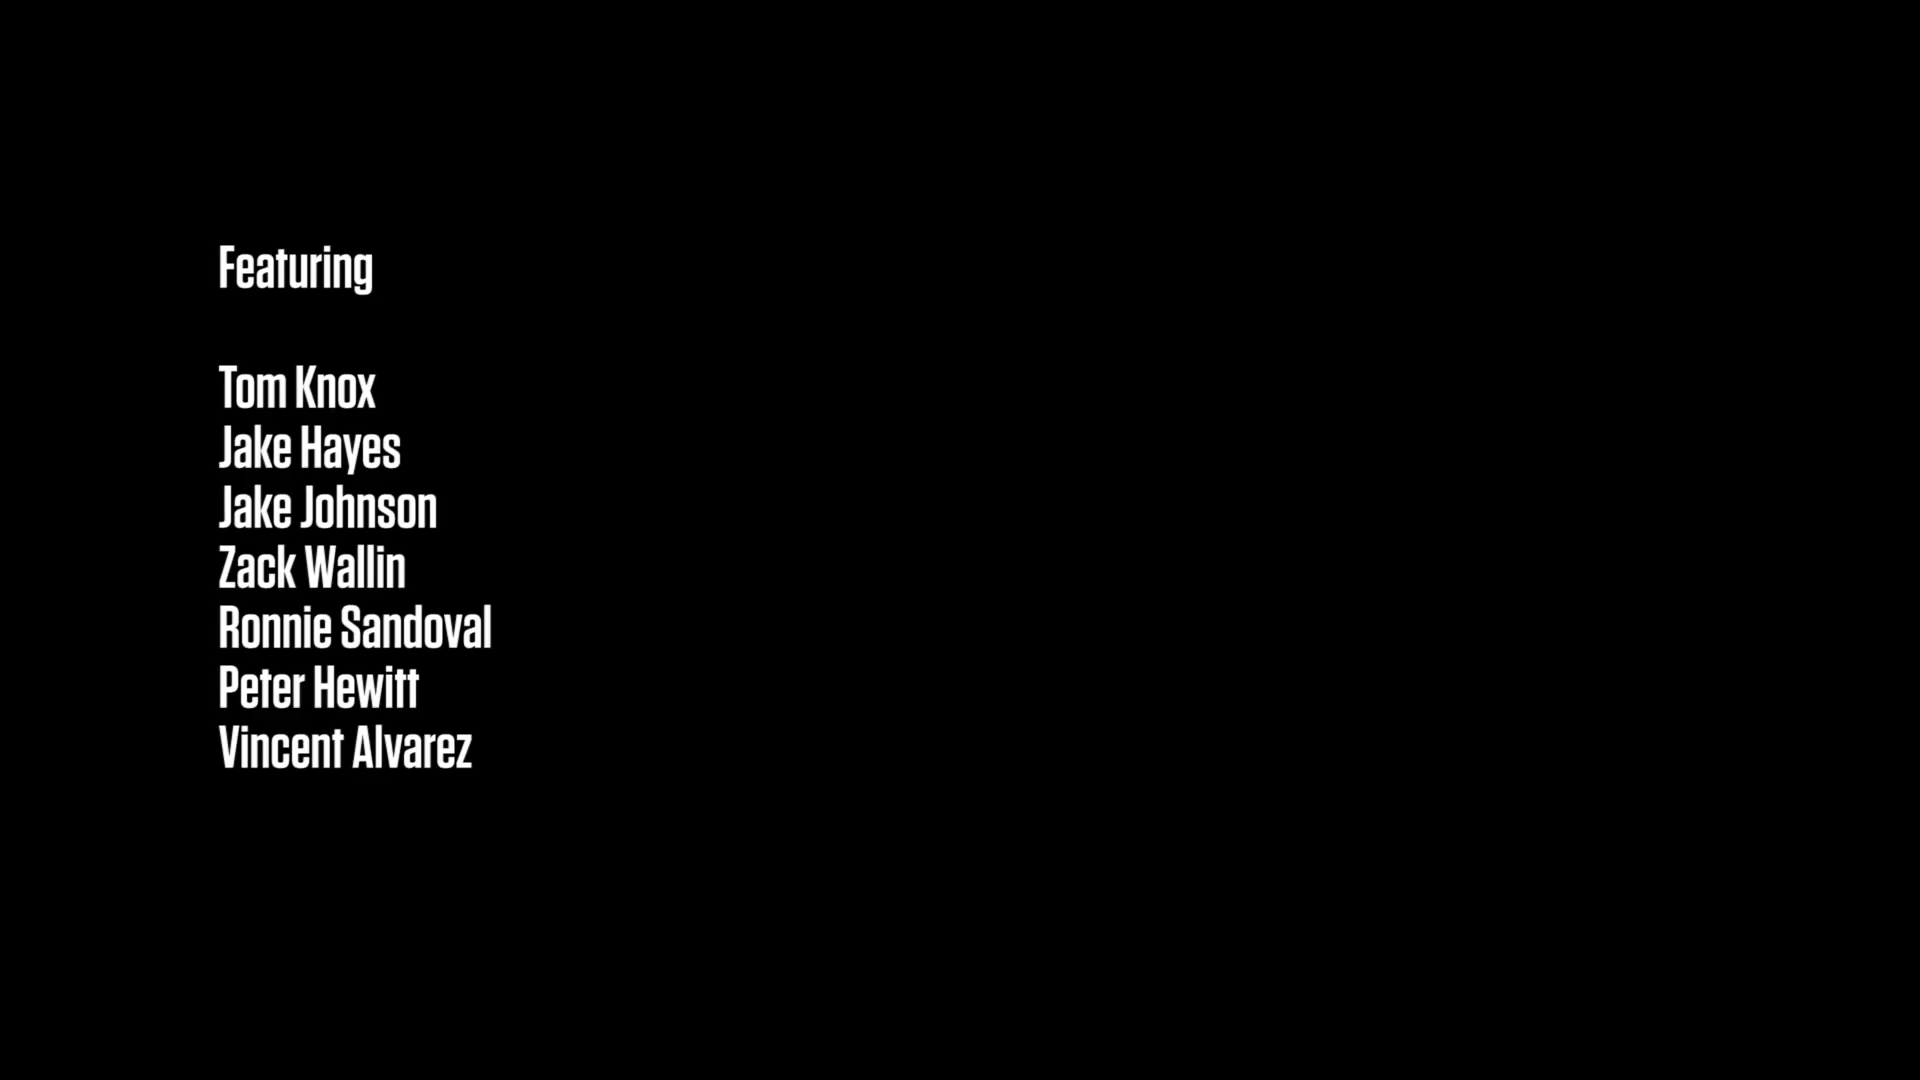 Featuring
Tom Knox
Jake Hayes
Jake Johnson
Zack Wallin
Ronnie Sandoval
Peter Hewitt
Vincent Alvarez